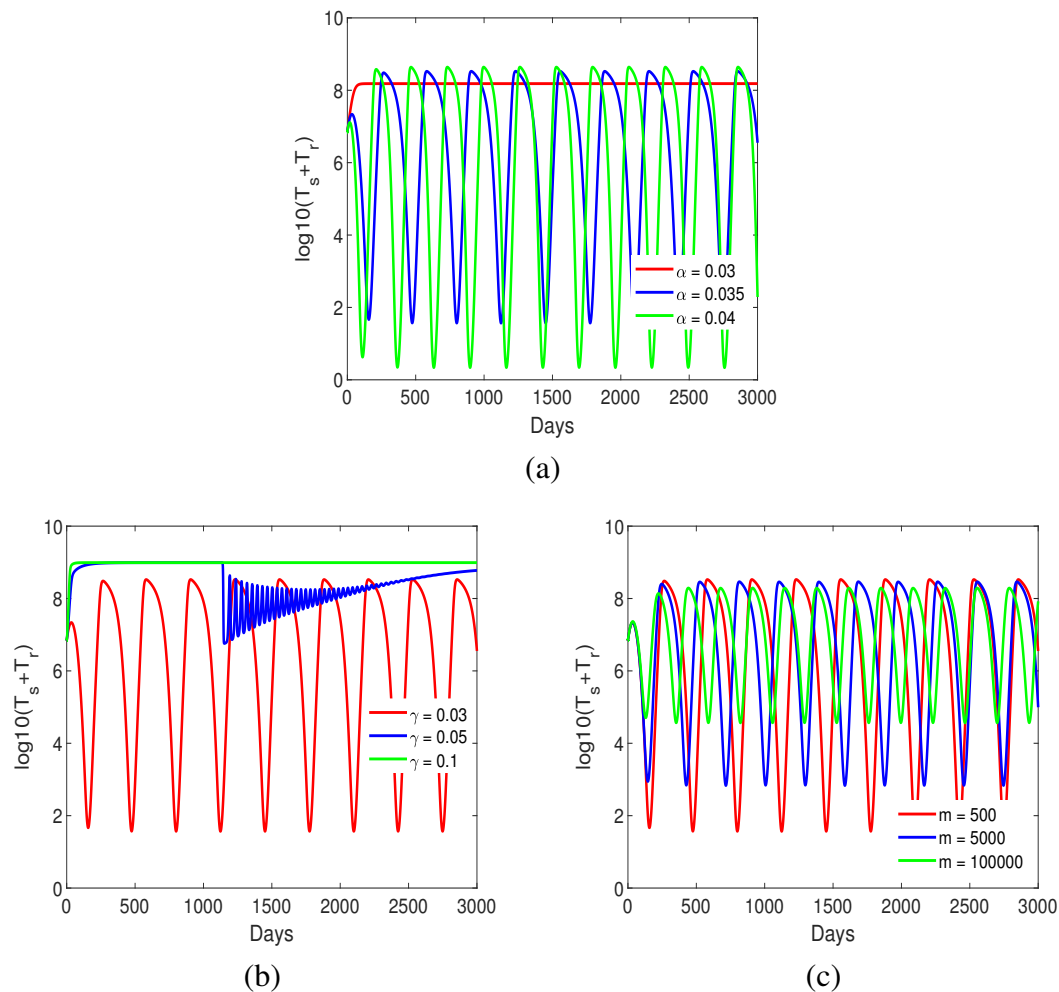 10
8
6
4
2
0
log10(T_s+T_r)
α = 0.03
α = 0.035
α = 0.04
0 500 1000 1500 2000 2500 3000
Days
(a)
10
8
6
4
2
0
log10(T_s+T_r)
γ = 0.03
γ = 0.05
γ = 0.1
0 500 1000 1500 2000 2500 3000
Days
(b)
10
8
6
4
2
0
log10(T_s+T_r)
m = 500
m = 5000
m = 100000
0 500 1000 1500 2000 2500 3000
Days
(c)